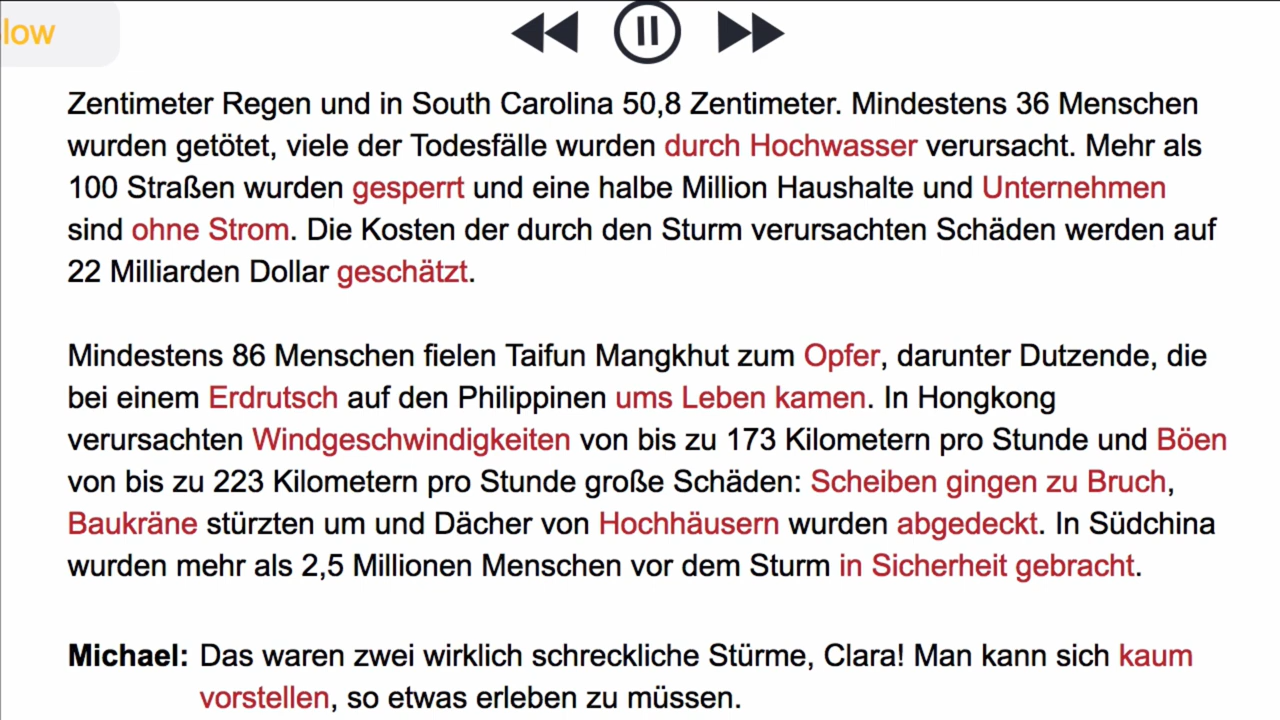 low
Zentimeter Regen und in South Carolina 50,8 Zentimeter. Mindestens 36 Menschen
wurden getötet, viele der Todesfälle wurden durch Hochwasser verursacht. Mehr als
100 Straßen wurden gesperrt und eine halbe Million Haushalte und Unternehmen
sind ohne Strom. Die Kosten der durch den Sturm verursachten Schäden werden auf
22 Milliarden Dollar geschätzt.
Mindestens 86 Menschen fielen Taifun Mangkhut zum Opfer, darunter Dutzende, die
bei einem Erdrutsch auf den Philippinen ums Leben kamen. In Hongkong
verursachten Windgeschwindigkeiten von bis zu 173 Kilometern pro Stunde und Böen
von bis zu 223 Kilometern pro Stunde große Schäden: Scheiben gingen zu Bruch,
Baukräne stürzten um und Dächer von Hochhäusern wurden abgedeckt. In Südchina
wurden mehr als 2,5 Millionen Menschen vor dem Sturm in Sicherheit gebracht.
Michael: Das waren zwei wirklich schreckliche Stürme, Clara! Man kann sich kaum
vorstellen, so etwas erleben zu müssen.